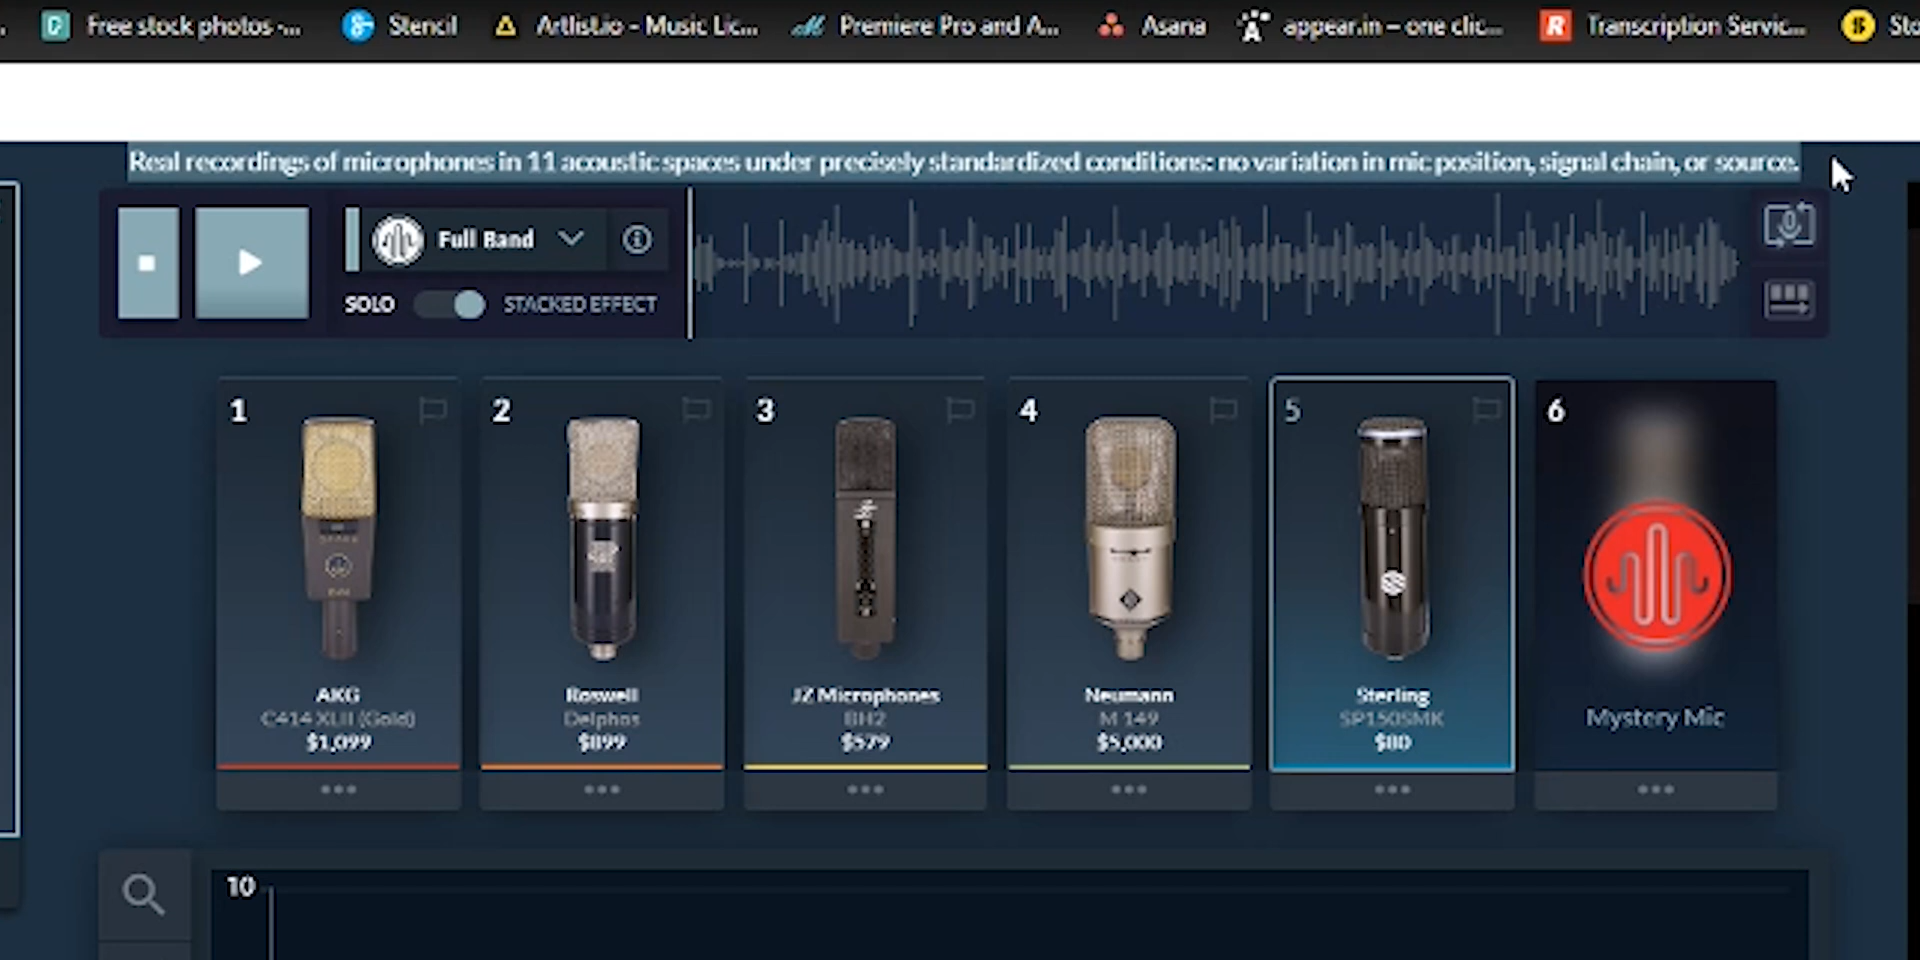 Free stock photos -...
Stencil
Artlist.io - Music Lic...
Premiere Pro and A...
Asana
appear.in – one clic...
Transcription Servic...
Sto
Real recordings of microphones in 11 acoustic spaces under precisely standardized conditions: no variation in mic position, signal chain, or source.
Full Band
SOLO
STACKED EFFECT
1
2
3
4
5
6
AKG
C414 XLII (Gold)
$1,099
Roswell
Delphos
$899
JZ Microphones
BH2
$579
Neumann
M 149
$5,000
Sterling
SP150SMK
$80
Mystery Mic
10